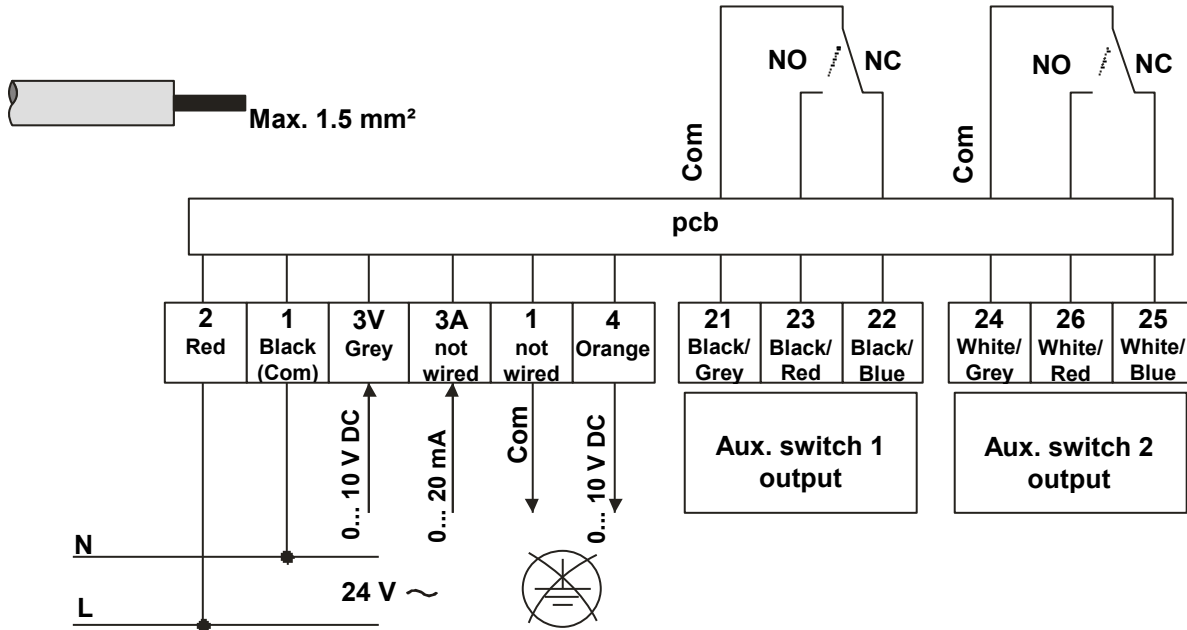 Max. 1.5 mm²
NO
NC
Com
NO
NC
Com
pcb
2
Red
1
Black
(Com)
3V
Grey
3A
not
wired
1
not
wired
4
Orange
21
Black/
Grey
23
Black/
Red
22
Black/
Blue
24
White/
Grey
26
White/
Red
25
White/
Blue
0... 10 V DC
0... 20 mA
Com
0... 10 V DC
Aux. switch 1
output
Aux. switch 2
output
N
24 V ~
L